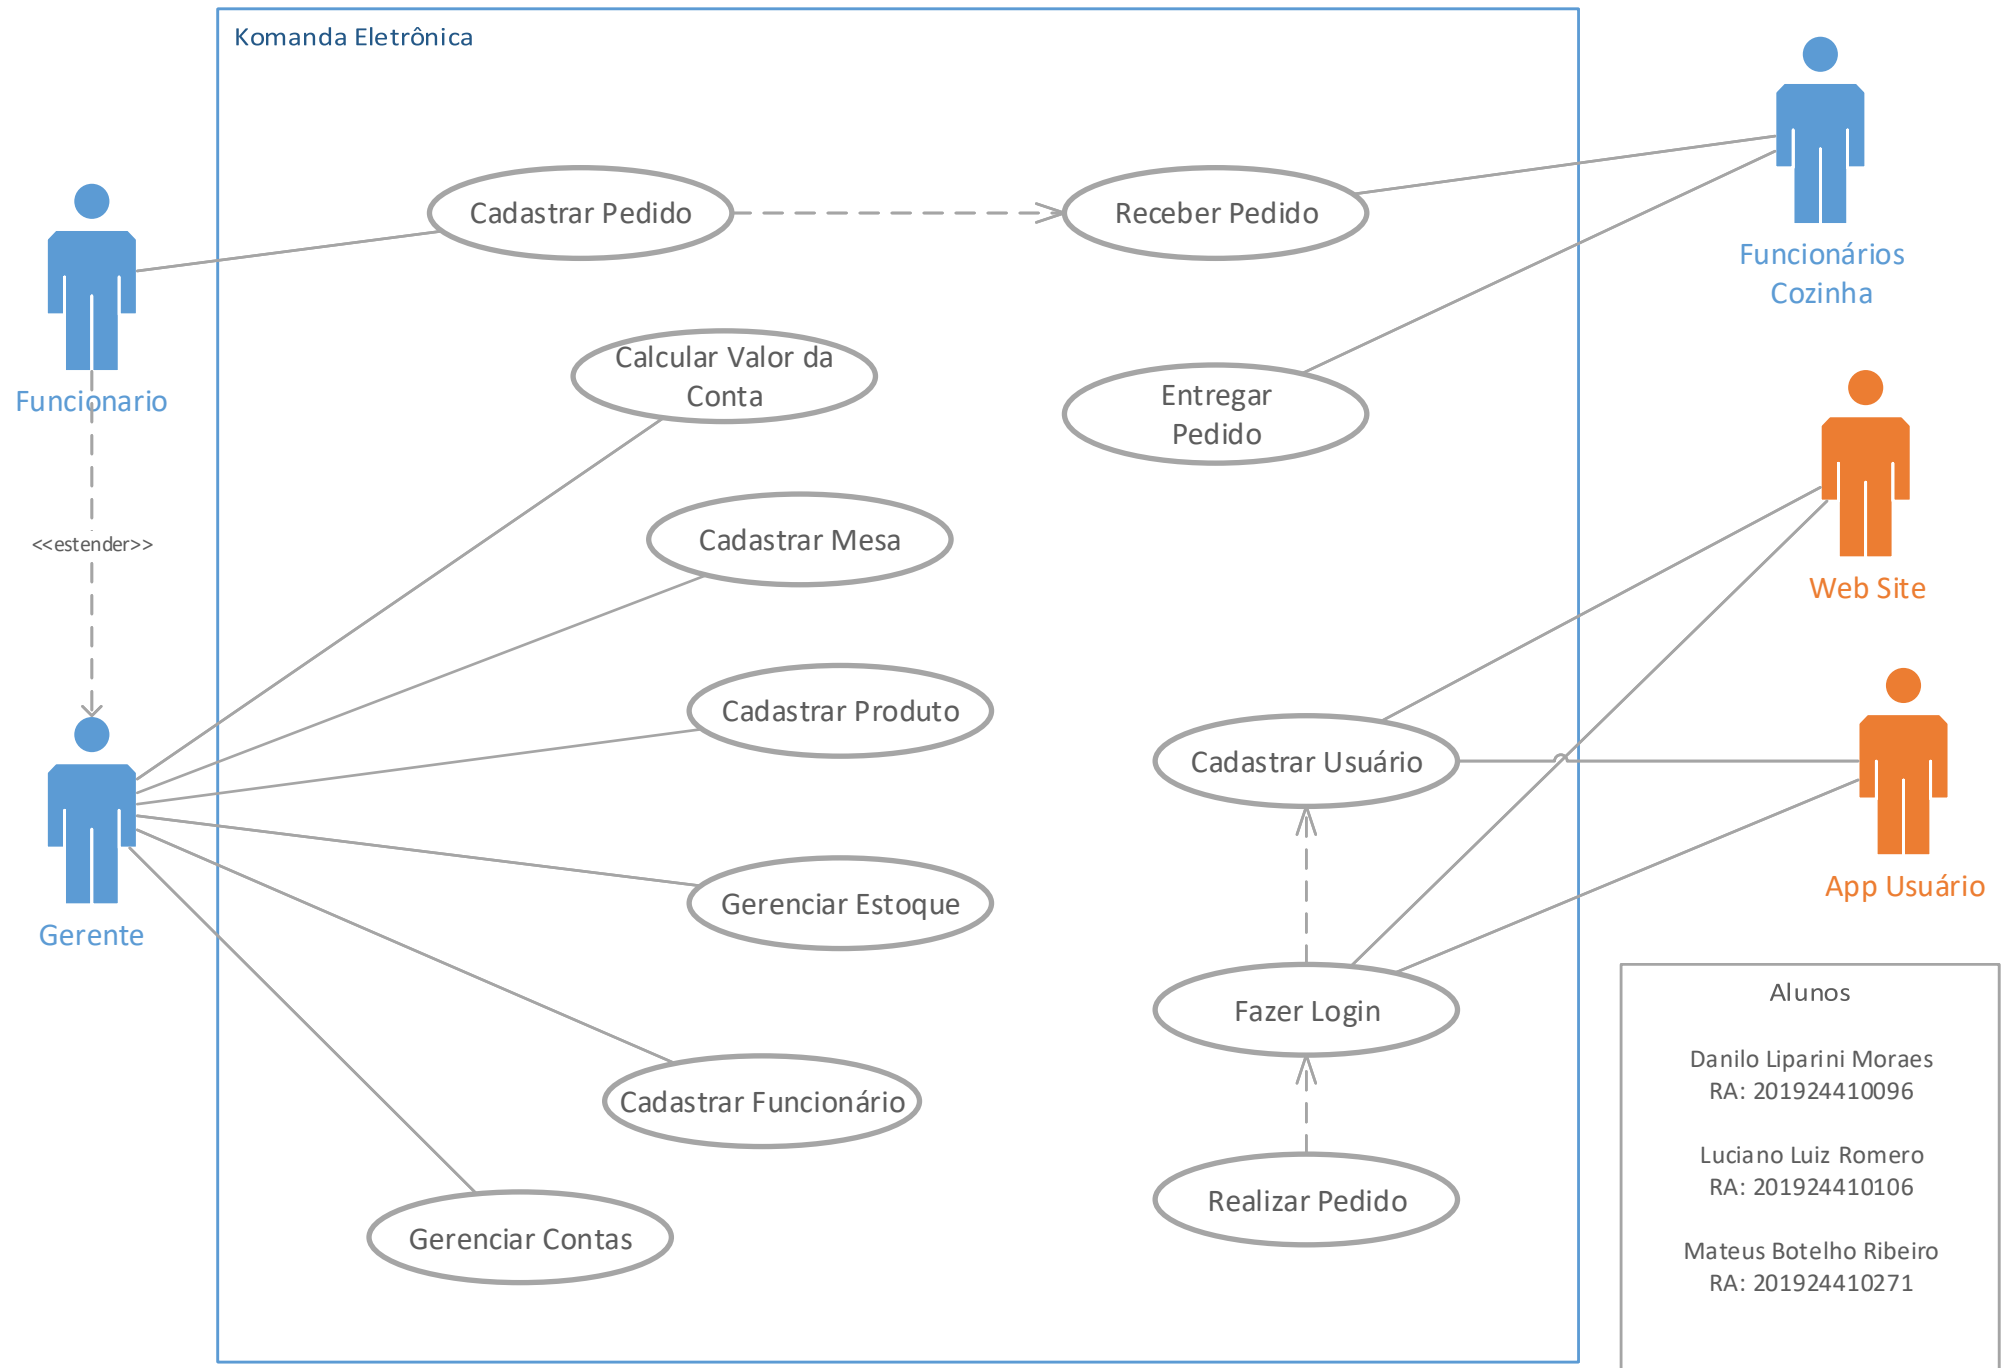 Komanda Eletrônica
Cadastrar Pedido
Receber Pedido
Funcionários
Cozinha
Funcionario
Calcular Valor da
Conta
Entregar
Pedido
<<estender>>
Cadastrar Mesa
Web Site
Cadastrar Produto
Cadastrar Usuário
App Usuário
Gerenciar Estoque
Gerente
Fazer Login
Cadastrar Funcionário
Realizar Pedido
Gerenciar Contas
Alunos
Danilo Liparini Moraes
RA: 201924410096
Luciano Luiz Romero
RA: 201924410106
Mateus Botelho Ribeiro
RA: 201924410271